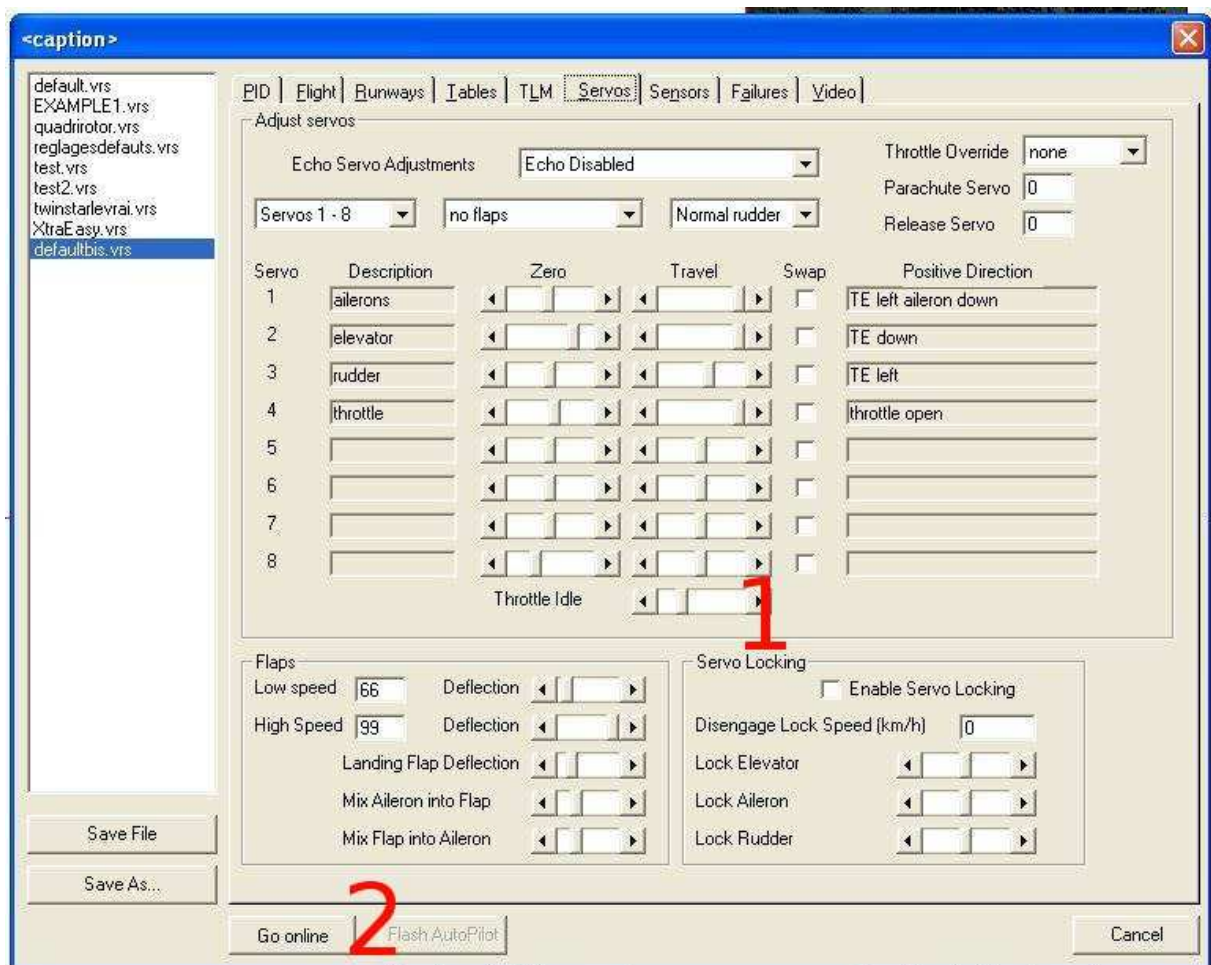 <caption>
default.vrs
EXAMPLE1.vrs
quadrirotor.vrs
reglagesdefauts.vrs
test.vrs
test2.vrs
twinstarlevrai.vrs
XtraEasy.vrs
defaultbis.vrs
Save File
Save As...
PID Flight Runways Tables TLM Servos Sensors Failures Video
Adjust servos
Echo Servo Adjustments Echo Disabled
Throttle Override none
Parachute Servo 0
Release Servo 0
Servos 1 - 8 no flaps Normal rudder
Servo Description Zero Travel Swap Positive Direction
1 ailerons TE left aileron down
2 elevator TE down
3 rudder TE left
4 throttle throttle open
5
6
7
8
Throttle Idle
1
Flaps
Low speed 66 Deflection
High Speed 99 Deflection
Landing Flap Deflection
Mix Aileron into Flap
Mix Flap into Aileron
Servo Locking
Enable Servo Locking
Disengage Lock Speed (km/h) 0
Lock Elevator
Lock Aileron
Lock Rudder
2
Go online Flash AutoPilot Cancel